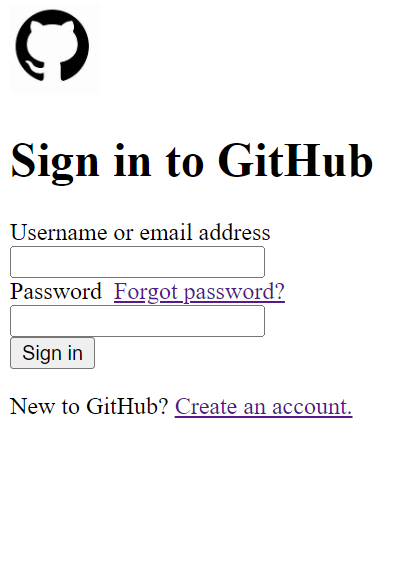 Sign in to GitHub
Username or email address
Password Forgot password?
Sign in
New to GitHub? Create an account.